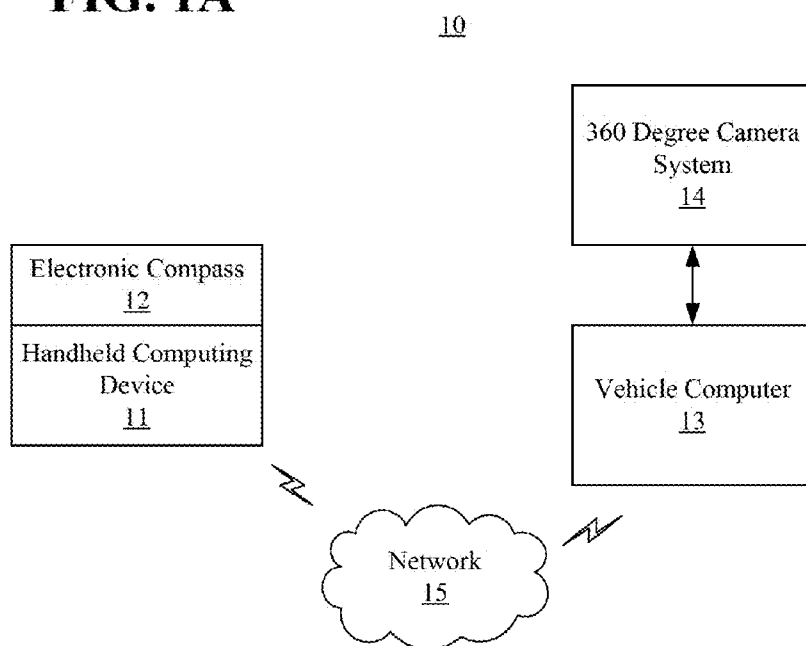 FIG. 1A
10
360 Degree Camera
System
14
Electronic Compass
12
Handheld Computing
Device
11
Vehicle Computer
13
Network
15